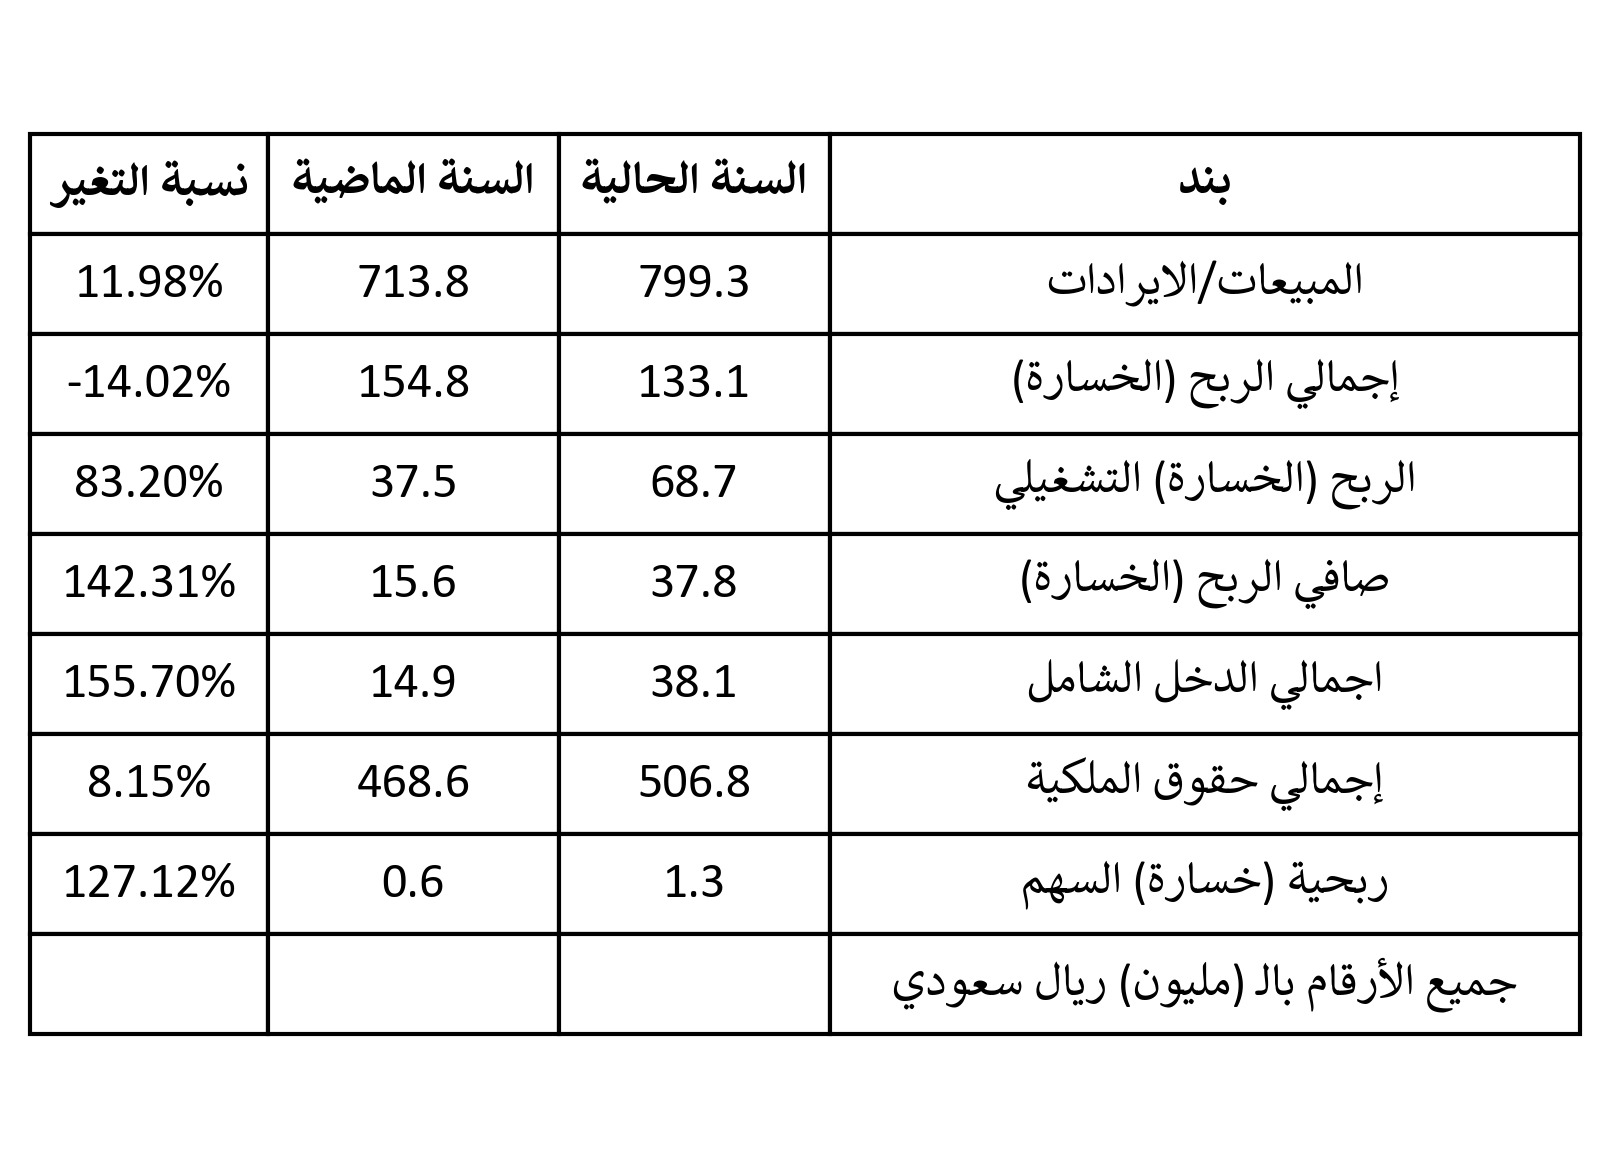 بند السنة الحالية السنة الماضية نسبة التغير
المبيعات/الايرادات 799.3 713.8 11.98%
إجمالي الربح (الخسارة) 133.1 154.8 -14.02%
الربح (الخسارة) التشغيلي 68.7 37.5 83.20%
صافي الربح (الخسارة) 37.8 15.6 142.31%
اجمالي الدخل الشامل 38.1 14.9 155.70%
إجمالي حقوق الملكية 506.8 468.6 8.15%
ربحية (خسارة) السهم 1.3 0.6 127.12%
جميع الأرقام بالـ (مليون) ريال سعودي